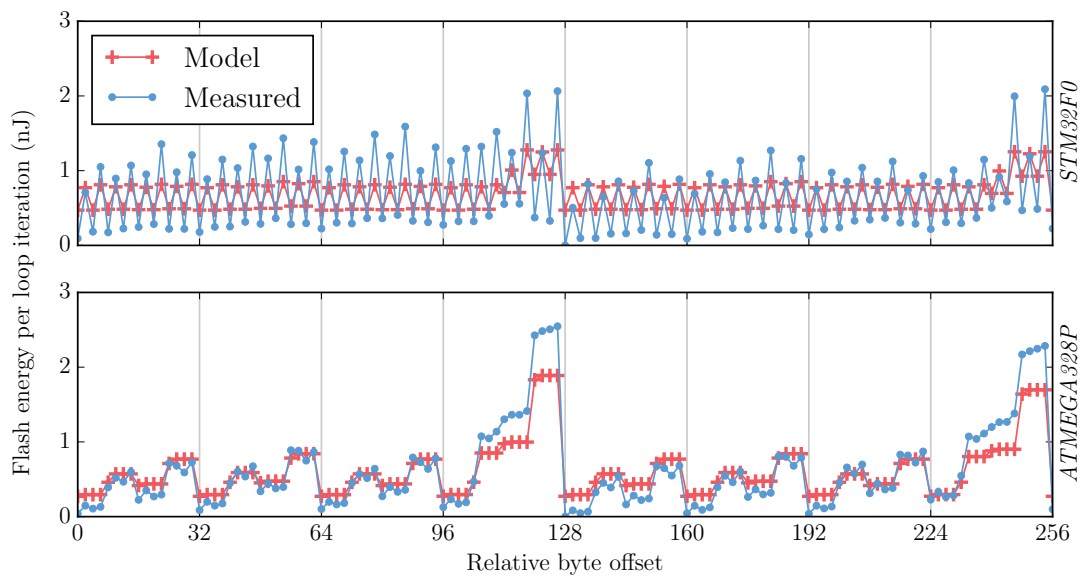 Flash energy per loop iteration (nJ)
3
2
1
0
Model
Measured
STM32F0
3
2
1
0
ATMEGA328P
0 32 64 96 128 160 192 224 256
Relative byte offset